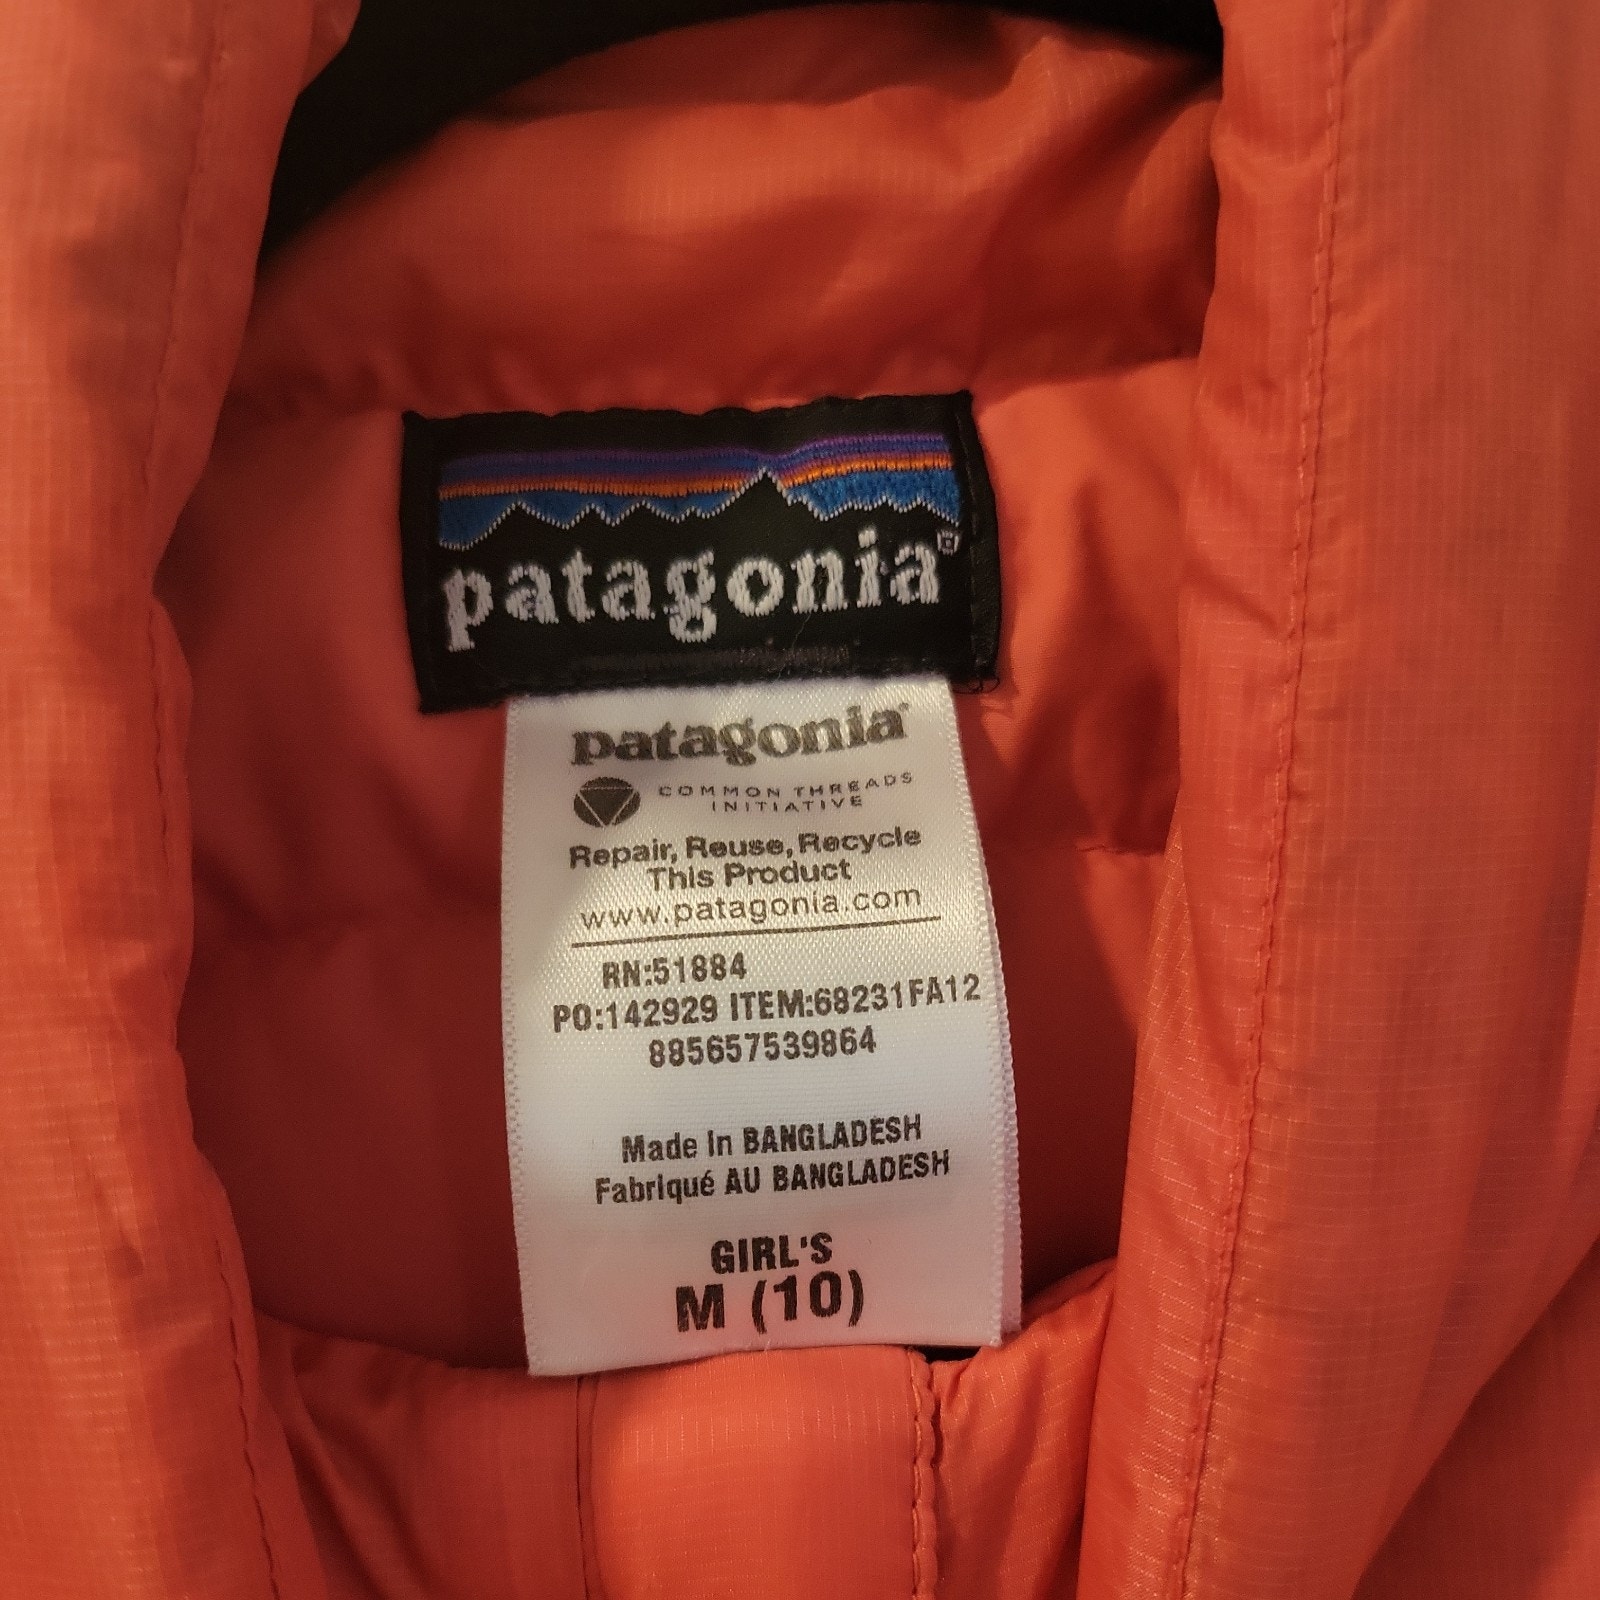 patagonia®
patagonia®
COMMON THREADS
INITIATIVE
Repair, Reuse, Recycle
This Product
www.patagonia.com
RN:51884
PO:142929 ITEM:68231FA12
885657539864
Made in BANGLADESH
Fabriqué AU BANGLADESH
GIRL'S
M (10)